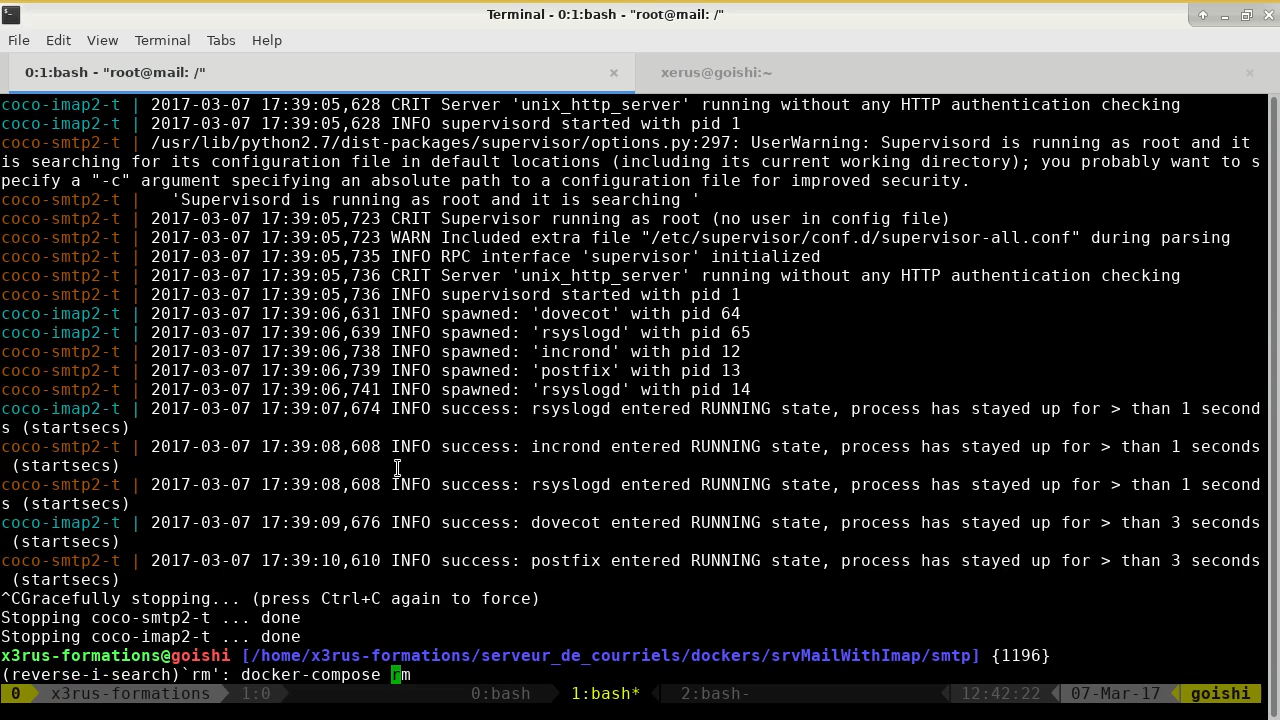 Terminal - 0:1:bash - "root@mail: /"
File Edit View Terminal Tabs Help
0:1:bash - "root@mail: /" xerus@goishi:~
coco-imap2-t | 2017-03-07 17:39:05,628 CRIT Server 'unix_http_server' running without any HTTP authentication checking
coco-imap2-t | 2017-03-07 17:39:05,628 INFO supervisord started with pid 1
coco-smtp2-t | /usr/lib/python2.7/dist-packages/supervisor/options.py:297: UserWarning: Supervisord is running as root and it
is searching for its configuration file in default locations (including its current working directory); you probably want to s
pecify a "-c" argument specifying an absolute path to a configuration file for improved security.
coco-smtp2-t |   'Supervisord is running as root and it is searching '
coco-smtp2-t | 2017-03-07 17:39:05,723 CRIT Supervisor running as root (no user in config file)
coco-smtp2-t | 2017-03-07 17:39:05,723 WARN Included extra file "/etc/supervisor/conf.d/supervisor-all.conf" during parsing
coco-smtp2-t | 2017-03-07 17:39:05,735 INFO RPC interface 'supervisor' initialized
coco-smtp2-t | 2017-03-07 17:39:05,736 CRIT Server 'unix_http_server' running without any HTTP authentication checking
coco-smtp2-t | 2017-03-07 17:39:05,736 INFO supervisord started with pid 1
coco-imap2-t | 2017-03-07 17:39:06,631 INFO spawned: 'dovecot' with pid 64
coco-imap2-t | 2017-03-07 17:39:06,639 INFO spawned: 'rsyslogd' with pid 65
coco-smtp2-t | 2017-03-07 17:39:06,738 INFO spawned: 'incrond' with pid 12
coco-smtp2-t | 2017-03-07 17:39:06,739 INFO spawned: 'postfix' with pid 13
coco-smtp2-t | 2017-03-07 17:39:06,741 INFO spawned: 'rsyslogd' with pid 14
coco-imap2-t | 2017-03-07 17:39:07,674 INFO success: rsyslogd entered RUNNING state, process has stayed up for > than 1 second
s (startsecs)
coco-smtp2-t | 2017-03-07 17:39:08,608 INFO success: incrond entered RUNNING state, process has stayed up for > than 1 seconds
 (startsecs)
coco-smtp2-t | 2017-03-07 17:39:08,608 INFO success: rsyslogd entered RUNNING state, process has stayed up for > than 1 second
s (startsecs)
coco-imap2-t | 2017-03-07 17:39:09,676 INFO success: dovecot entered RUNNING state, process has stayed up for > than 3 seconds
 (startsecs)
coco-smtp2-t | 2017-03-07 17:39:10,610 INFO success: postfix entered RUNNING state, process has stayed up for > than 3 seconds
 (startsecs)
^CGracefully stopping... (press Ctrl+C again to force)
Stopping coco-smtp2-t ... done
Stopping coco-imap2-t ... done
x3rus-formations@goishi [/home/x3rus-formations/serveur_de_courriels/dockers/srvMailWithImap/smtp] {1196}
(reverse-i-search)`rm': docker-compose rm
0 x3rus-formations 1:0 0:bash 1:bash* 2:bash- 12:42:22 07-Mar-17 goishi